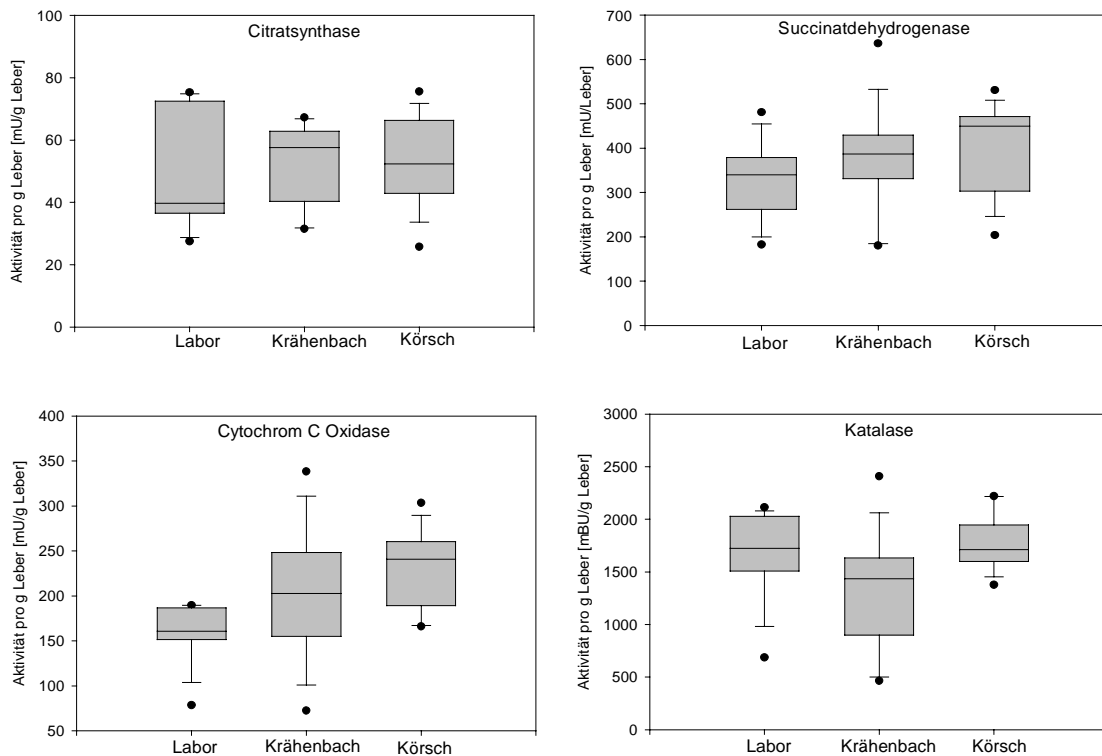 Citratsynthase
Aktivität pro g Leber [mU/g Leber]
100
80
60
40
20
0
Labor Krähenbach Körsch
Succinatdehydrogenase
Aktivität pro g Leber [mU/Leber]
700
600
500
400
300
200
100
0
Labor Krähenbach Körsch
Cytochrom C Oxidase
Aktivität pro g Leber [mU/g Leber]
400
350
300
250
200
150
100
50
Labor Krähenbach Körsch
Katalase
Aktivität pro g Leber [mBU/g Leber]
3000
2500
2000
1500
1000
500
0
Labor Krähenbach Körsch